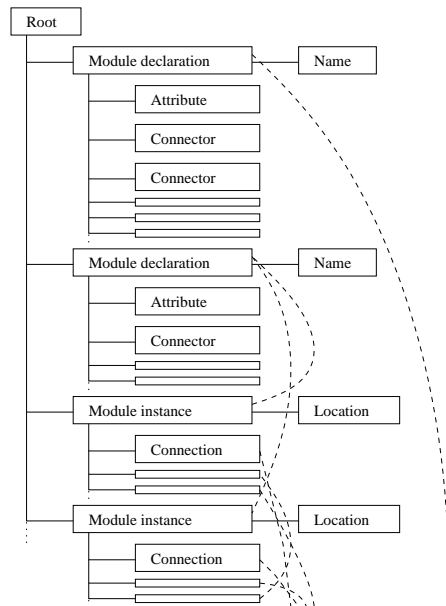 Root
Module declaration Name
Attribute
Connector
Connector
Module declaration Name
Attribute
Connector
Module instance Location
Connection
Module instance Location
Connection